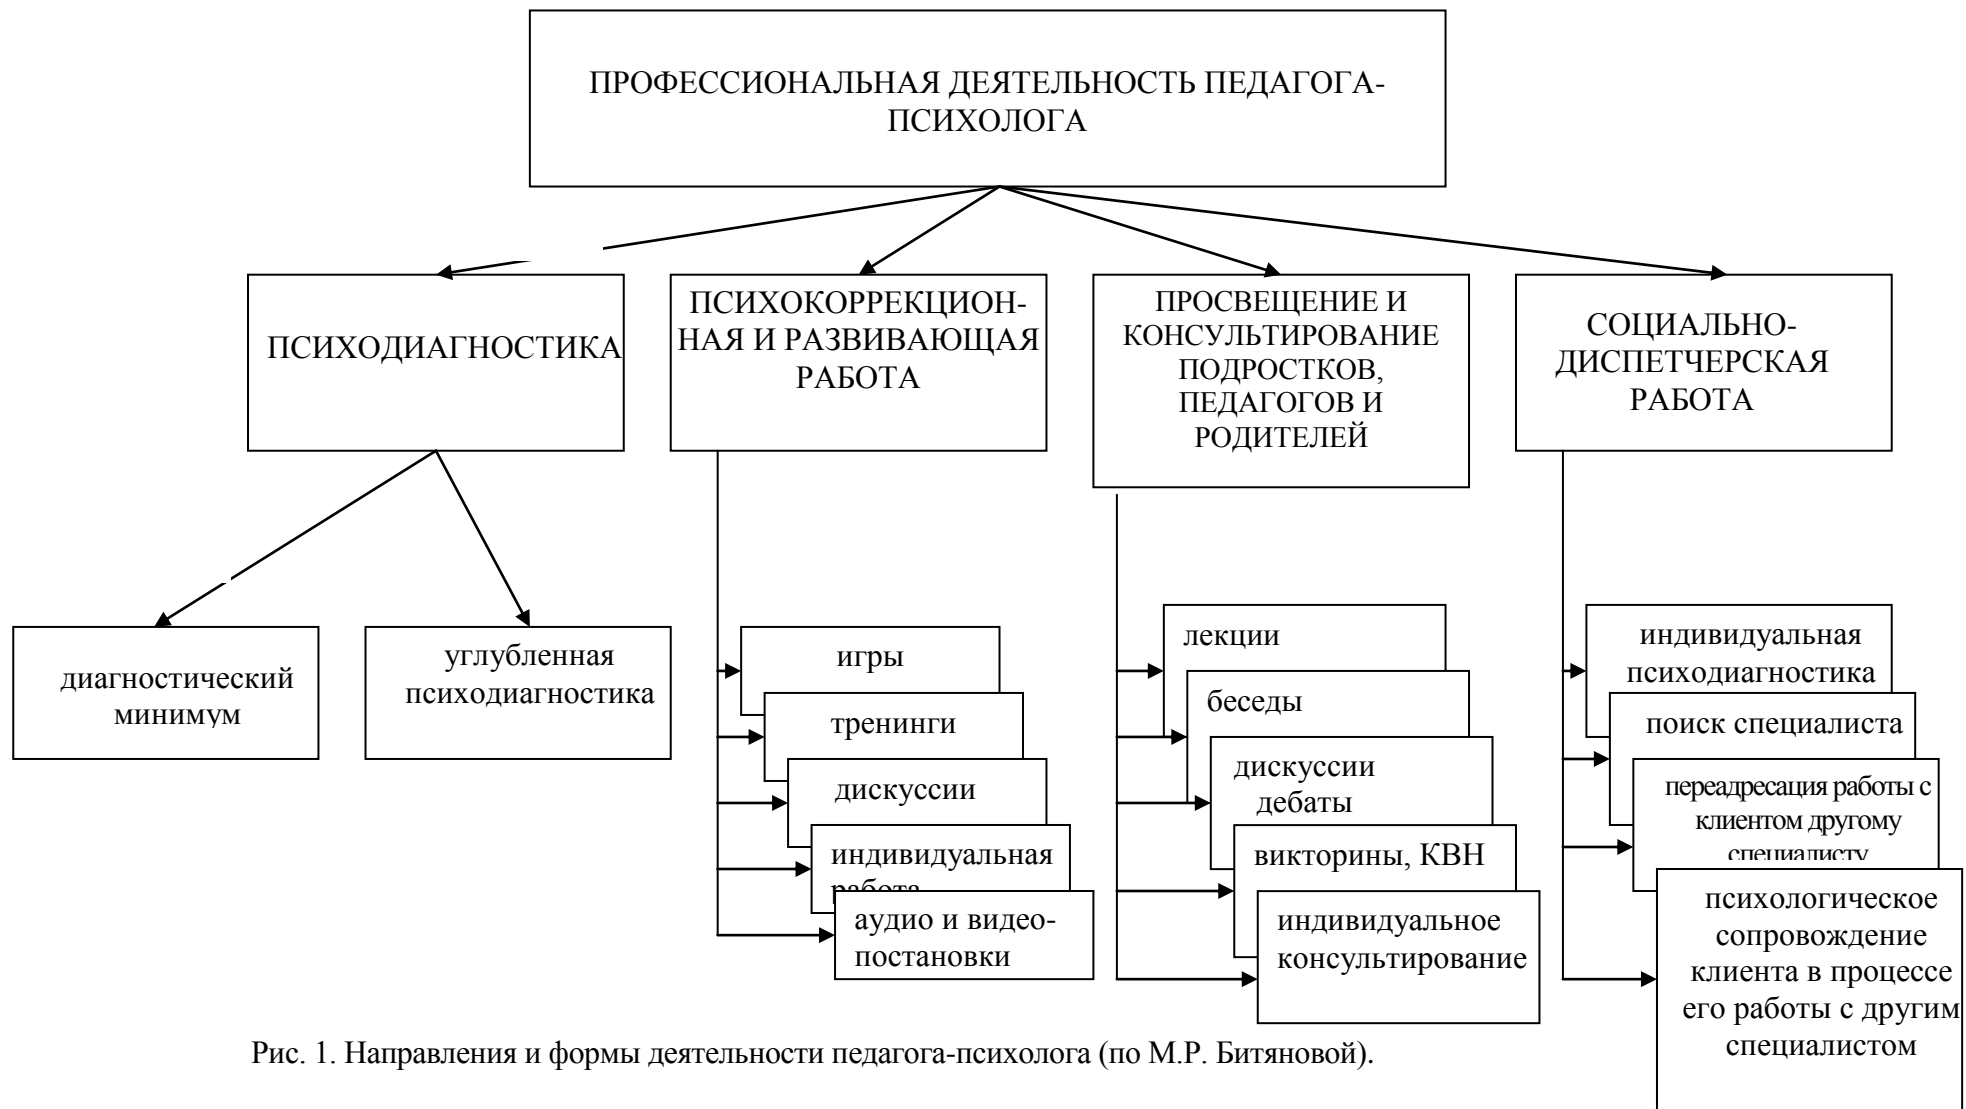 ПРОФЕССИОНАЛЬНАЯ ДЕЯТЕЛЬНОСТЬ ПЕДАГОГА-
ПСИХОЛОГА
ПСИХОДИАГНОСТИКА
ПСИХОКОРРЕКЦИОН-
НАЯ И РАЗВИВАЮЩАЯ
РАБОТА
ПРОСВЕЩЕНИЕ И
КОНСУЛЬТИРОВАНИЕ
ПОДРОСТКОВ,
ПЕДАГОГОВ И
РОДИТЕЛЕЙ
СОЦИАЛЬНО-
ДИСПЕТЧЕРСКАЯ
РАБОТА
диагностический
минимум
углубленная
психодиагностика
игры
тренинги
дискуссии
индивидуальная
работа
аудио и видео-
постановки
лекции
беседы
дискуссии
дебаты
викторины, КВН
индивидуальное
консультирование
индивидуальная
психодиагностика
поиск специалиста
переадресация работы с
клиентом другому
специалисту
психологическое
сопровождение
клиента в процессе
его работы с другим
специалистом
Рис. 1. Направления и формы деятельности педагога-психолога (по М.Р. Битяновой).